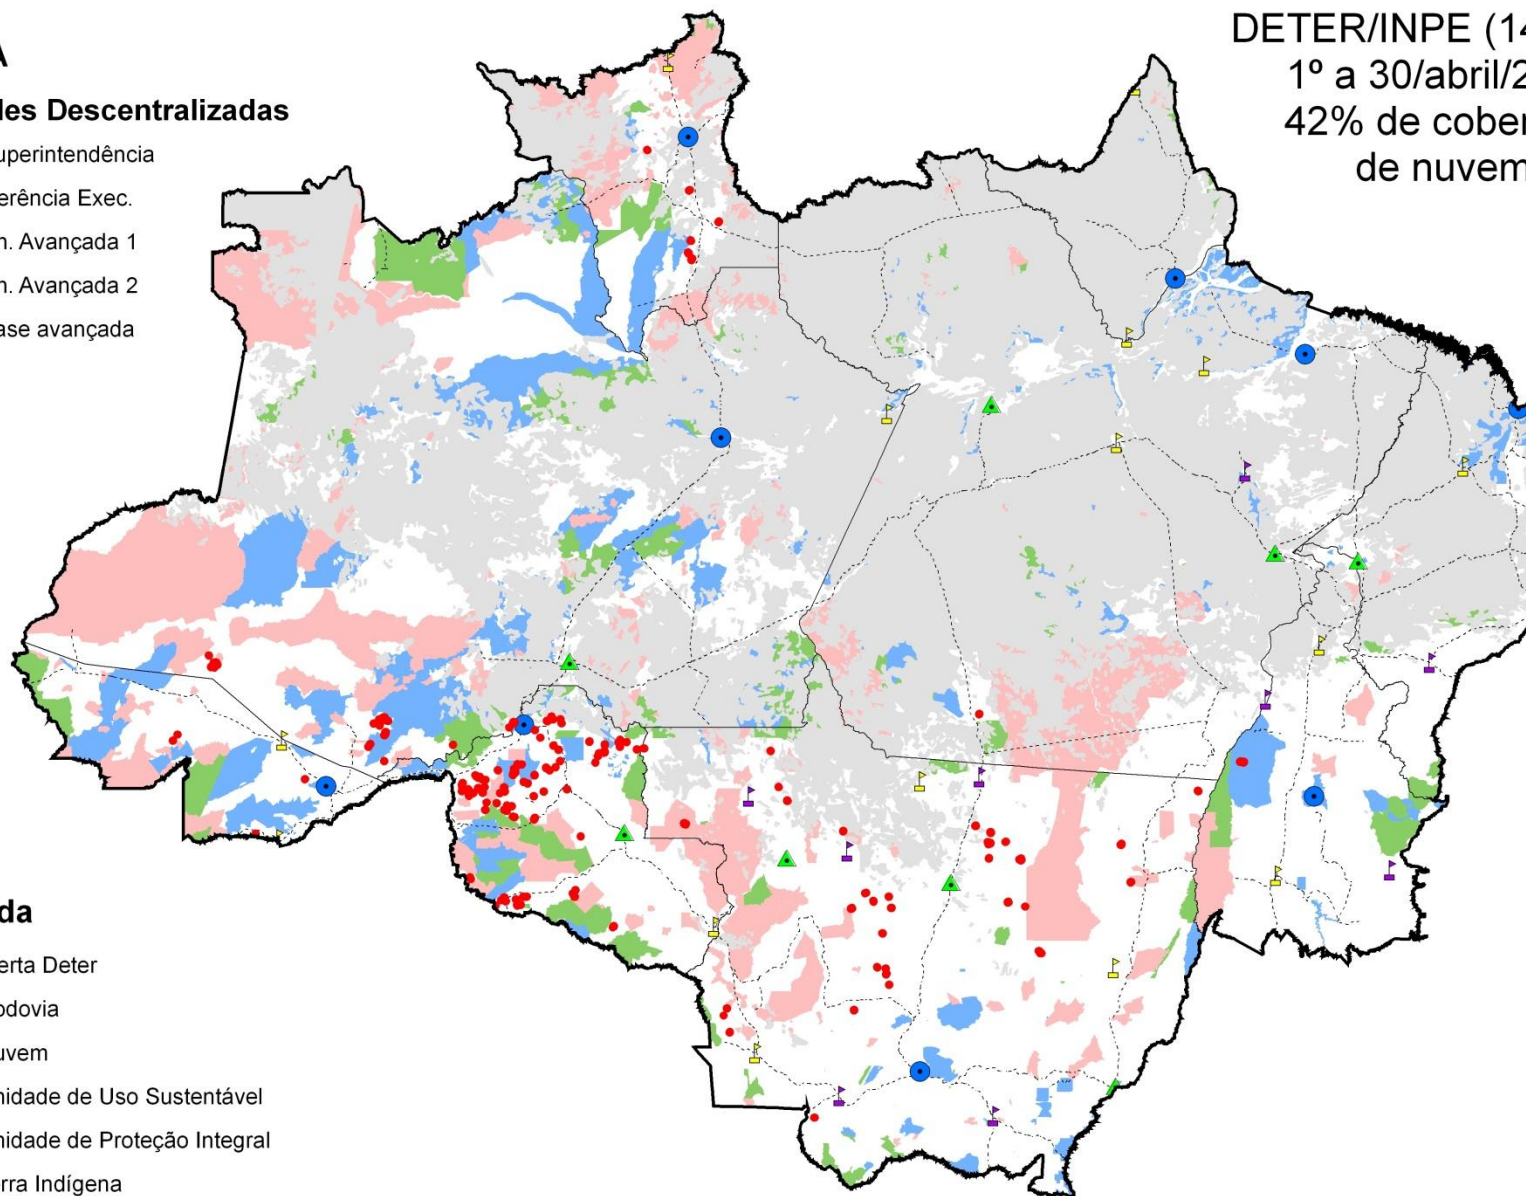 A
les Descentralizadas
uperintendência
erência Exec.
n. Avançada 1
n. Avançada 2
ase avançada
DETER/INPE (14
1º a 30/abril/2
42% de cober
de nuvem
da
erta Deter
odovia
uvem
nidade de Uso Sustentável
nidade de Proteção Integral
rra Indígena